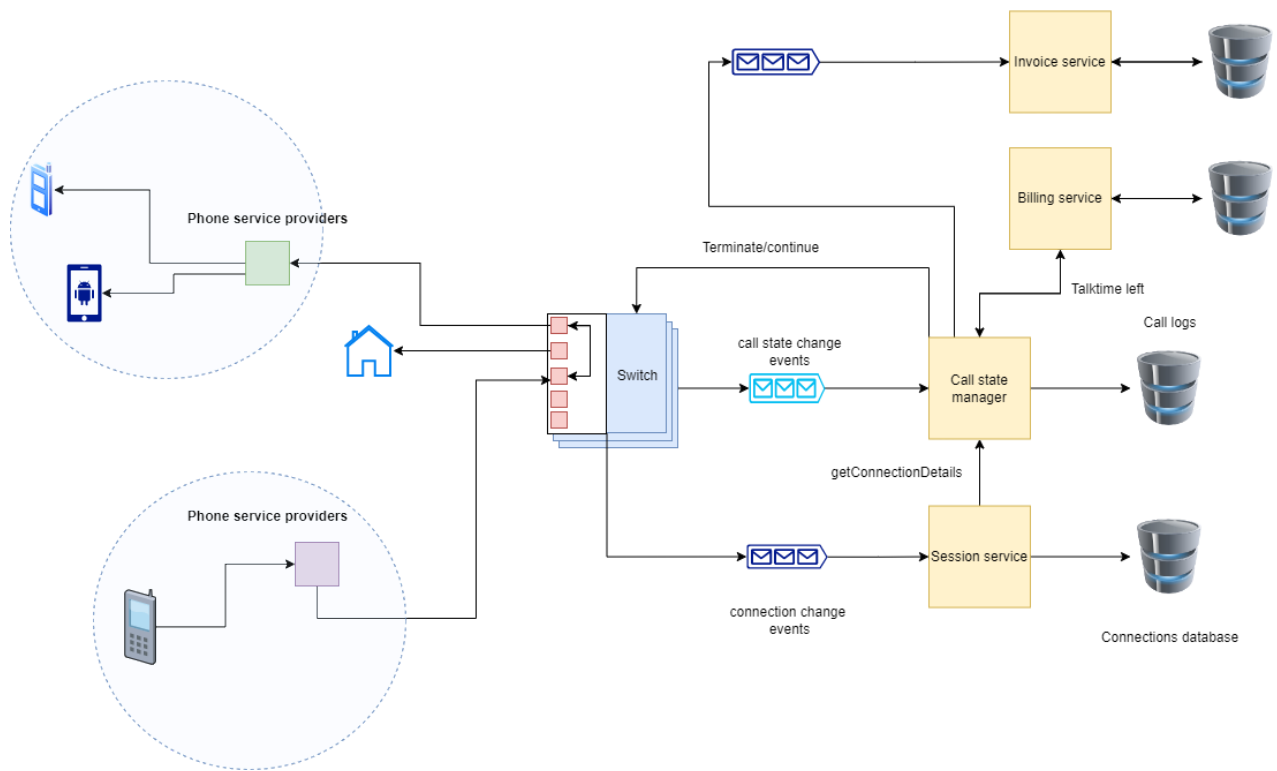 Invoice service
Phone service providers
Billing service
Terminate/continue
Talktime left
Call logs
call state change
events
Switch
Call state
manager
getConnectionDetails
Phone service providers
Session service
connection change
events
Connections database